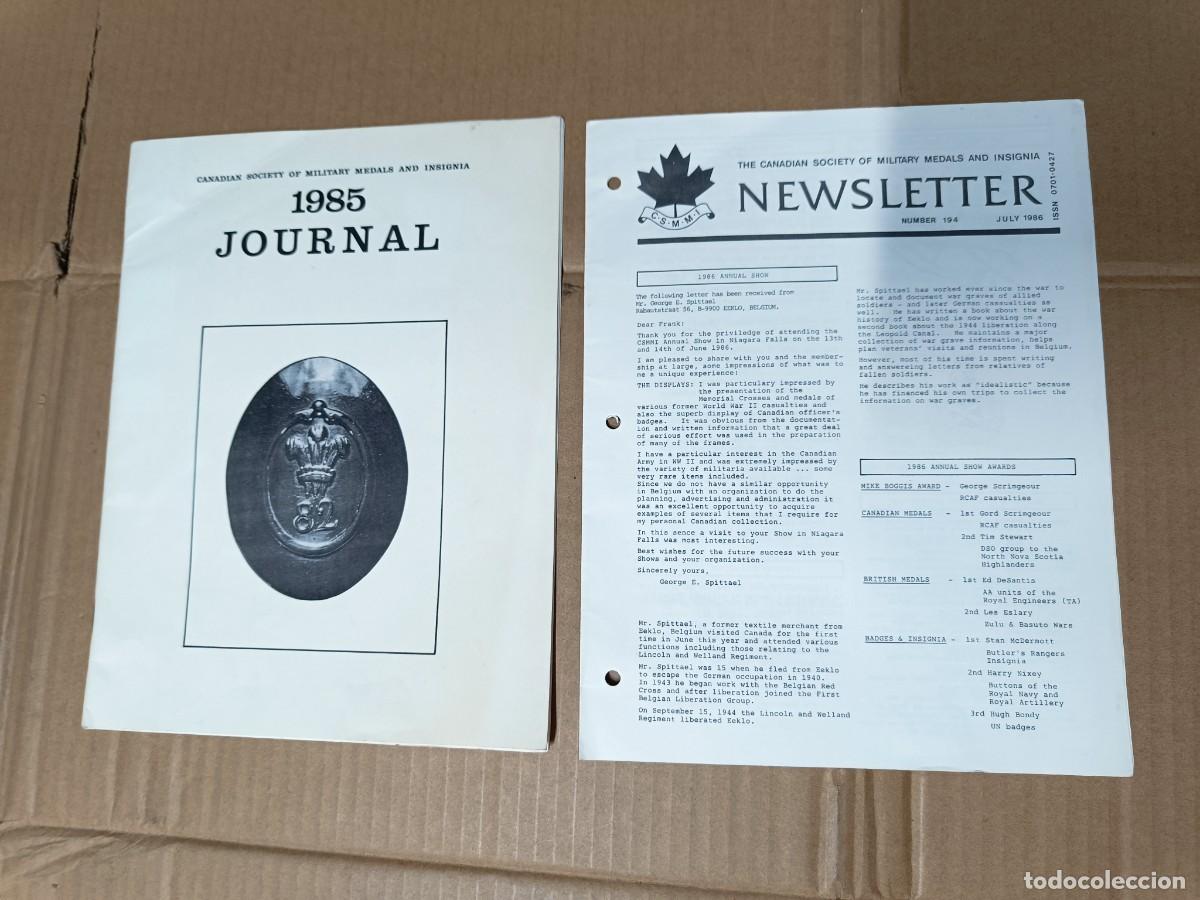 CANADIAN SOCIETY OF MILITARY MEDALS AND INSIGNIA
1985
JOURNAL
82
THE CANADIAN SOCIETY OF MILITARY MEDALS AND INSIGNIA
NEWSLETTER
NUMBER 194 JULY 1986
ISSN 0701-0427
C·S·M·M·I
1986 ANNUAL SHOW
The following letter has been received from
Mr. George E. Spittael
Rabautstraat 56, B-9900 EEKLO, BELGIUM.
Dear Frank:
Thank you for the priviledge of attending the
CSMMI Annual Show in Niagara Falls on the 13th
and 14th of June 1986.
I am pleased to share with you and the member-
ship at large, some impressions of what was to
me a unique experience!
THE DISPLAYS: I was particulary impressed by
the presentation of the
Memorial Crosses and medals of
various former World War II casualties and
also the superb display of Canadian officer's
badges. It was obvious from the documentat-
ion and written information that a great deal
of serious effort was used in the preparation
of many of the frames.
I have a particular interest in the Canadian
Army in WW II and was extremely impressed by
the variety of militaria available ... some
very rare items included.
Since we do not have a similar opportunity
in Belgium with an organization to do the
planning, advertising and administration it
was an excellent opportunity to acquire
examples of several items that I require for
my personal Canadian collection.
In this sence a visit to your Show in Niagara
Falls was most interesting.
Best wishes for the future success with your
Shows and your organization.
Sincerely yours,
George E. Spittael
Mr. Spittael, a former textile merchant from
Eeklo, Belgium visited Canada for the first
time in June this year and attended various
functions including those relating to the
Lincoln and Welland Regiment.
Mr. Spittael was 15 when he fled from Eeklo
to escape the German occupation in 1940.
In 1943 he began work with the Belgian Red
Cross and after liberation joined the First
Belgian Liberation Group.
On September 15, 1944 the Lincoln and Welland
Regiment liberated Eeklo.
Mr. Spittael has worked ever since the war to
locate and document war graves of allied
soldiers - and later German cassualties as
well. He has written a book about the war
history of Eeklo and is now working on a
second book about the 1944 liberation along
the Leopold Canal. He maintains a major
collection of war grave information, helps
plan veterans' visits and reunions in Belgium.
However, most of his time is spent writing
and answereing letters from relatives of
fallen soldiers.
He describes his work as "idealistic" because
he has financed his own trips to collect the
information on war graves.
1986 ANNUAL SHOW AWARDS
MIKE BOGGIS AWARD - George Scrimgeour
RCAF casualties
CANADIAN MEDALS - 1st Gord Scrimgeour
RCAF casualties
2nd Tim Stewart
DSO group to the
North Nova Scotia
Highlanders
BRITISH MEDALS - 1st Ed DeSantis
AA units of the
Royal Engineers (TA)
2nd Les Eslary
Zulu & Basuto Wars
BADGES & INSIGNIA - 1st Stan McDermott
Butler's Rangers
Insignia
2nd Harry Nixey
Buttons of the
Royal Navy and
Royal Artillery
3rd Hugh Bondy
UN badges
todocoleccion